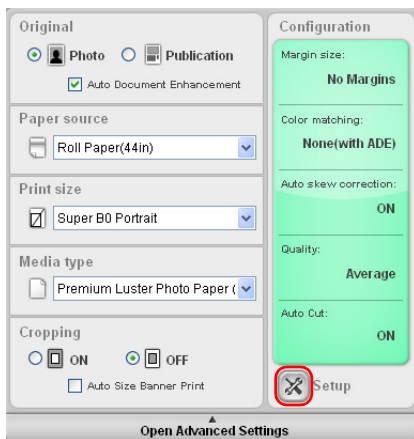 Original
Photo
Publication
Auto Document Enhancement
Paper source
Roll Paper(44in)
Print size
Super B0 Portrait
Media type
Premium Luster Photo Paper (
Cropping
ON
OFF
Auto Size Banner Print
Configuration
Margin size:
No Margins
Color matching:
None(with ADE)
Auto skew correction:
ON
Quality:
Average
Auto Cut:
ON
Setup
Open Advanced Settings